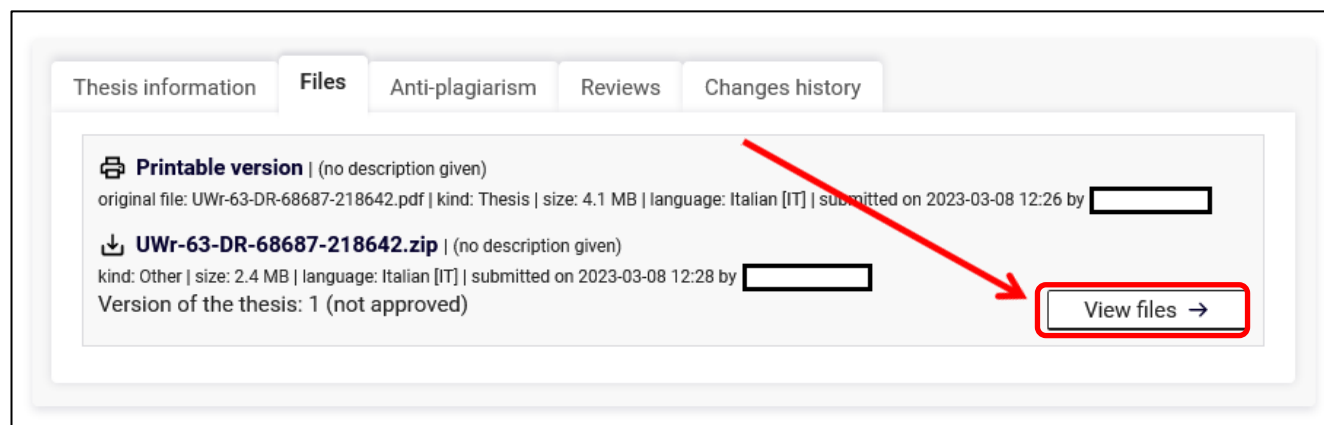 Thesis information Files Anti-plagiarism Reviews Changes history
Printable version | (no description given)
original file: UWr-63-DR-68687-218642.pdf | kind: Thesis | size: 4.1 MB | language: Italian [IT] | submitted on 2023-03-08 12:26 by
UWr-63-DR-68687-218642.zip | (no description given)
kind: Other | size: 2.4 MB | language: Italian [IT] | submitted on 2023-03-08 12:28 by
Version of the thesis: 1 (not approved)
View files →